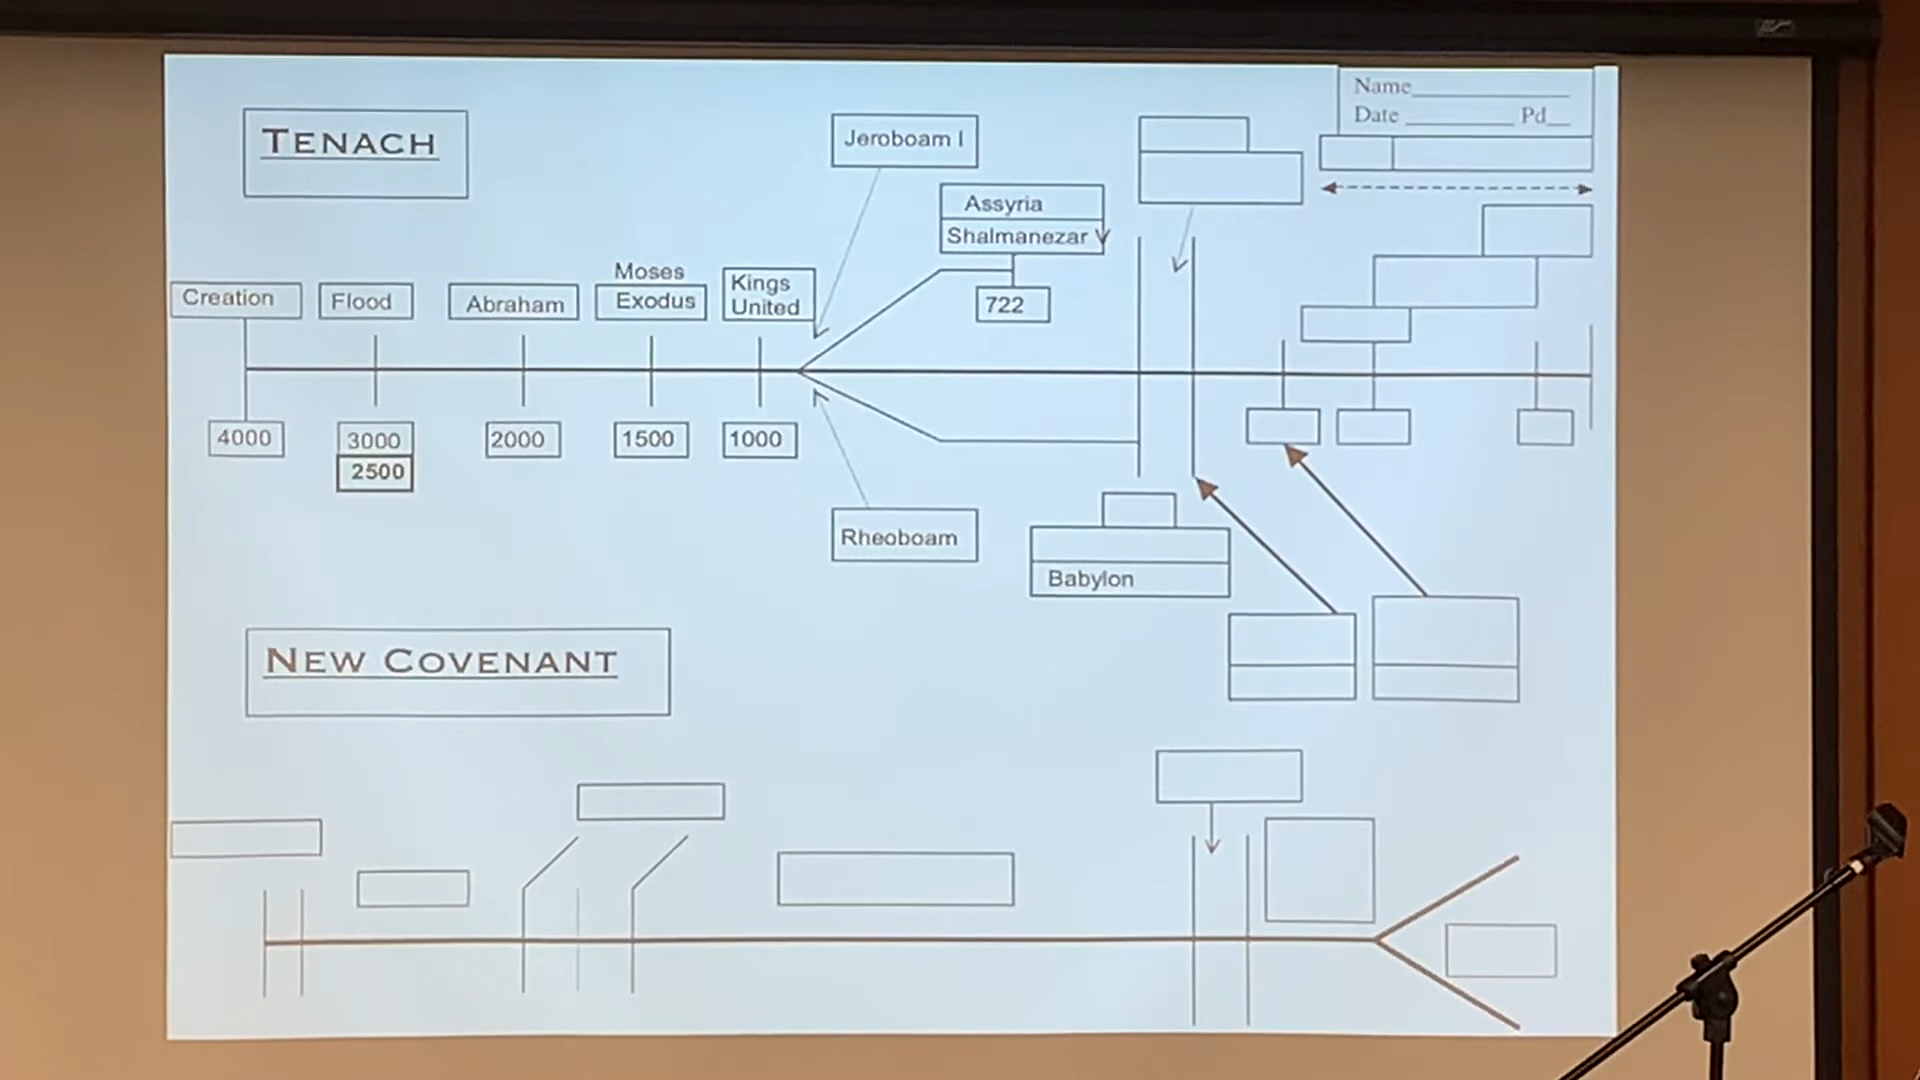 Name
Date Pd
TENACH
Jeroboam I
Assyria
Shalmanezar V
Moses
Creation
Flood
Abraham
Exodus
Kings
United
722
4000
3000
2500
2000
1500
1000
Rheoboam
Babylon
NEW COVENANT